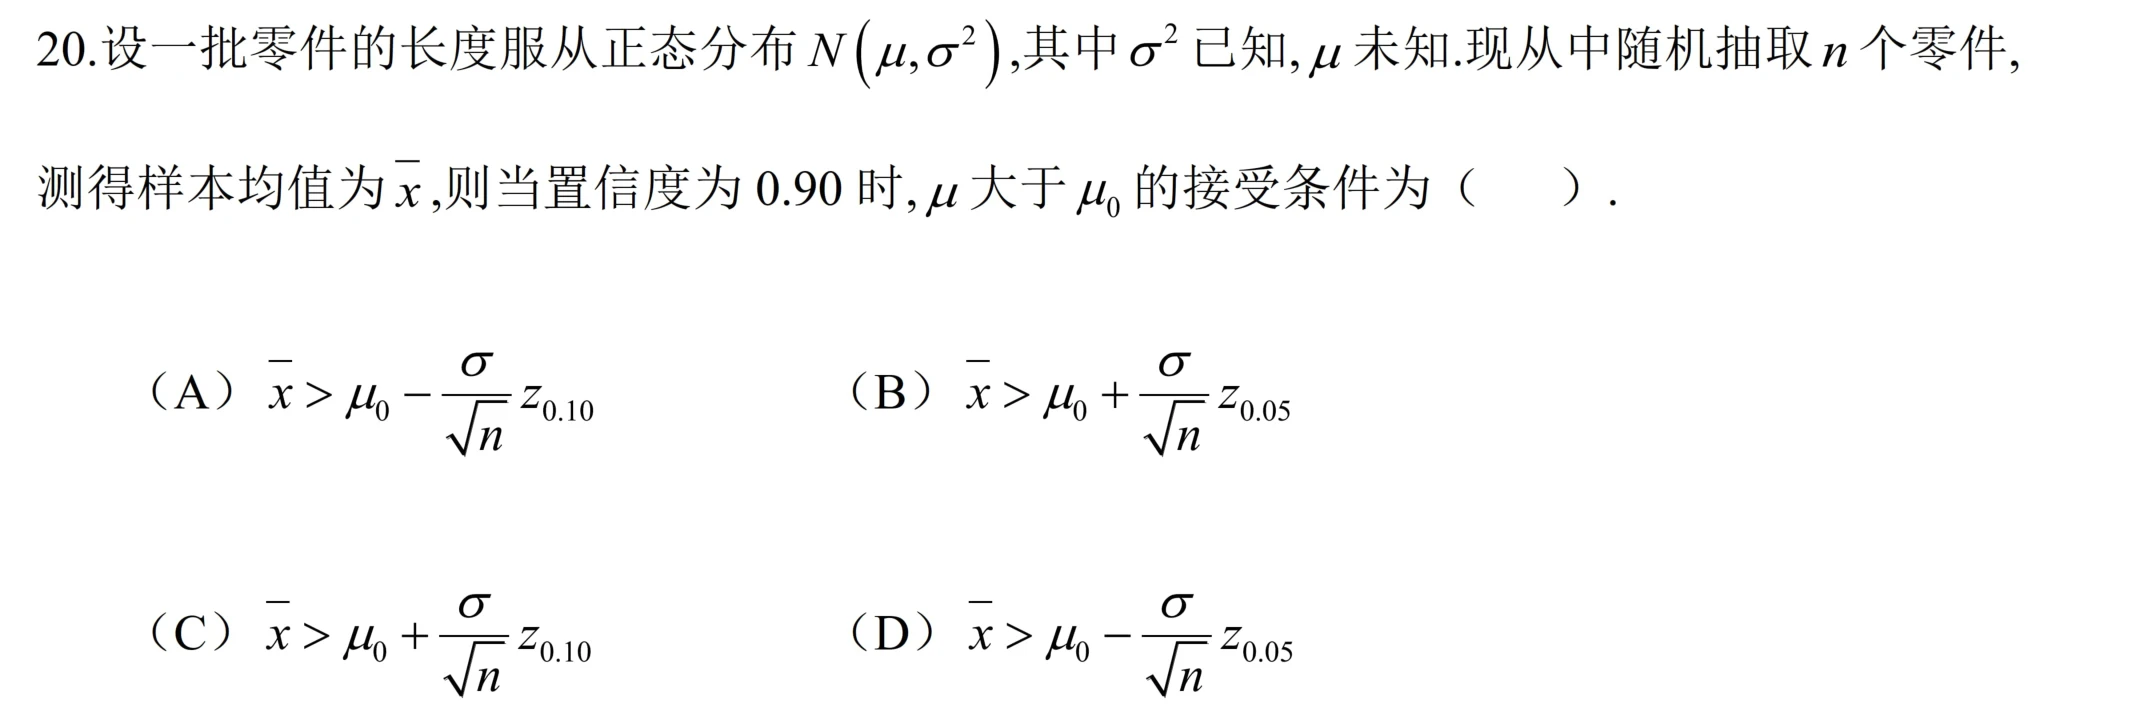 20.设一批零件的长度服从正态分布 $N(\mu,\sigma^2)$,其中 $\sigma^2$ 已知, $\mu$ 未知.现从中随机抽取 $n$ 个零件,
测得样本均值为 $\overline{x}$,则当置信度为 0.90 时, $\mu$ 大于 $\mu_0$ 的接受条件为（ ）.
（A） $\overline{x} > \mu_0 - \frac{\sigma}{\sqrt{n}} z_{0.10}$ （B） $\overline{x} > \mu_0 + \frac{\sigma}{\sqrt{n}} z_{0.05}$
（C） $\overline{x} > \mu_0 + \frac{\sigma}{\sqrt{n}} z_{0.10}$ （D） $\overline{x} > \mu_0 - \frac{\sigma}{\sqrt{n}} z_{0.05}$